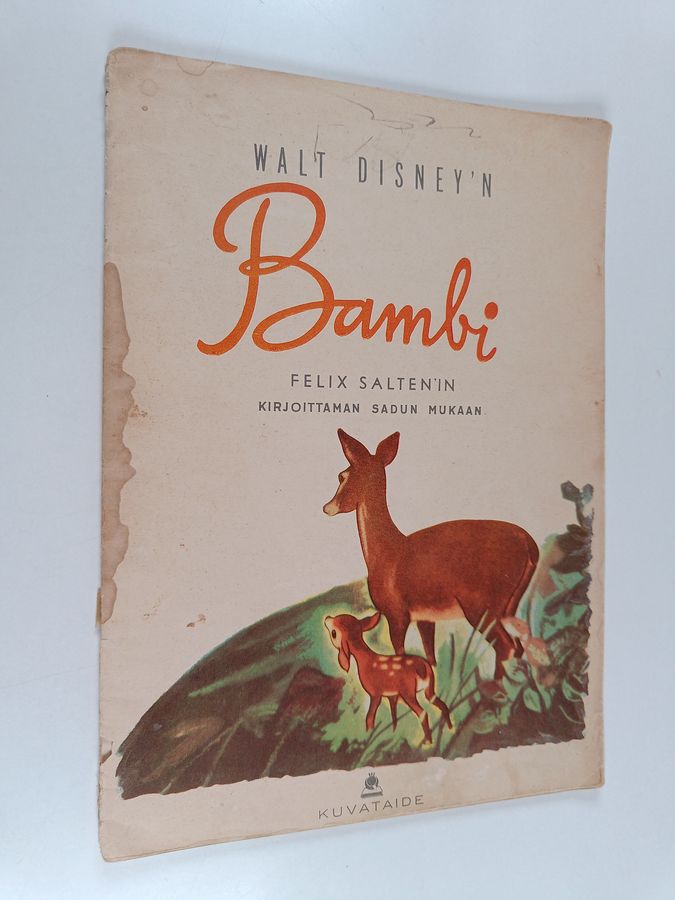 WALT DISNEY'N
Bambi
FELIX SALTEN'IN
KIRJOITTAMAN SADUN MUKAAN
KUVATAIDE